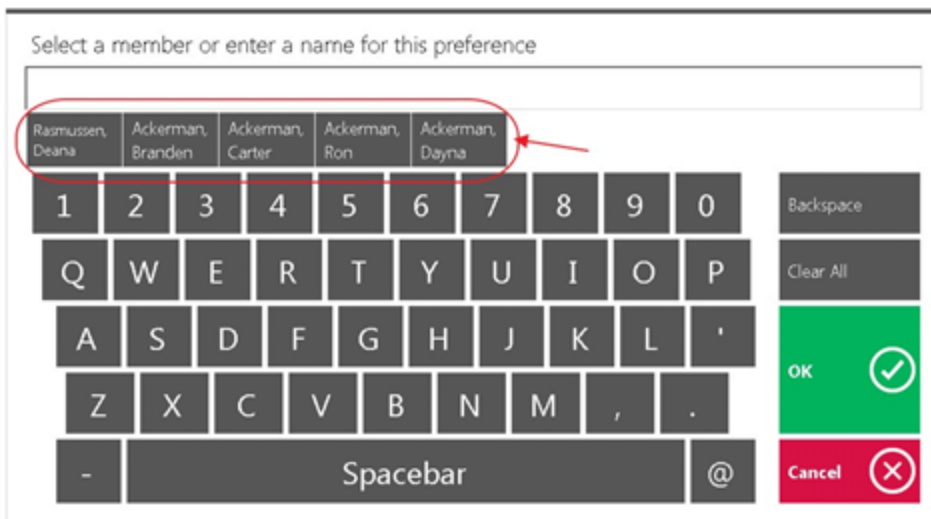 Select a member or enter a name for this preference
Rasmussen, Deana
Ackerman, Branden
Ackerman, Carter
Ackerman, Ron
Ackerman, Dayna
1 2 3 4 5 6 7 8 9 0 Backspace
Q W E R T Y U I O P Clear All
A S D F G H J K L ' OK
Z X C V B N M , .
- Spacebar @ Cancel